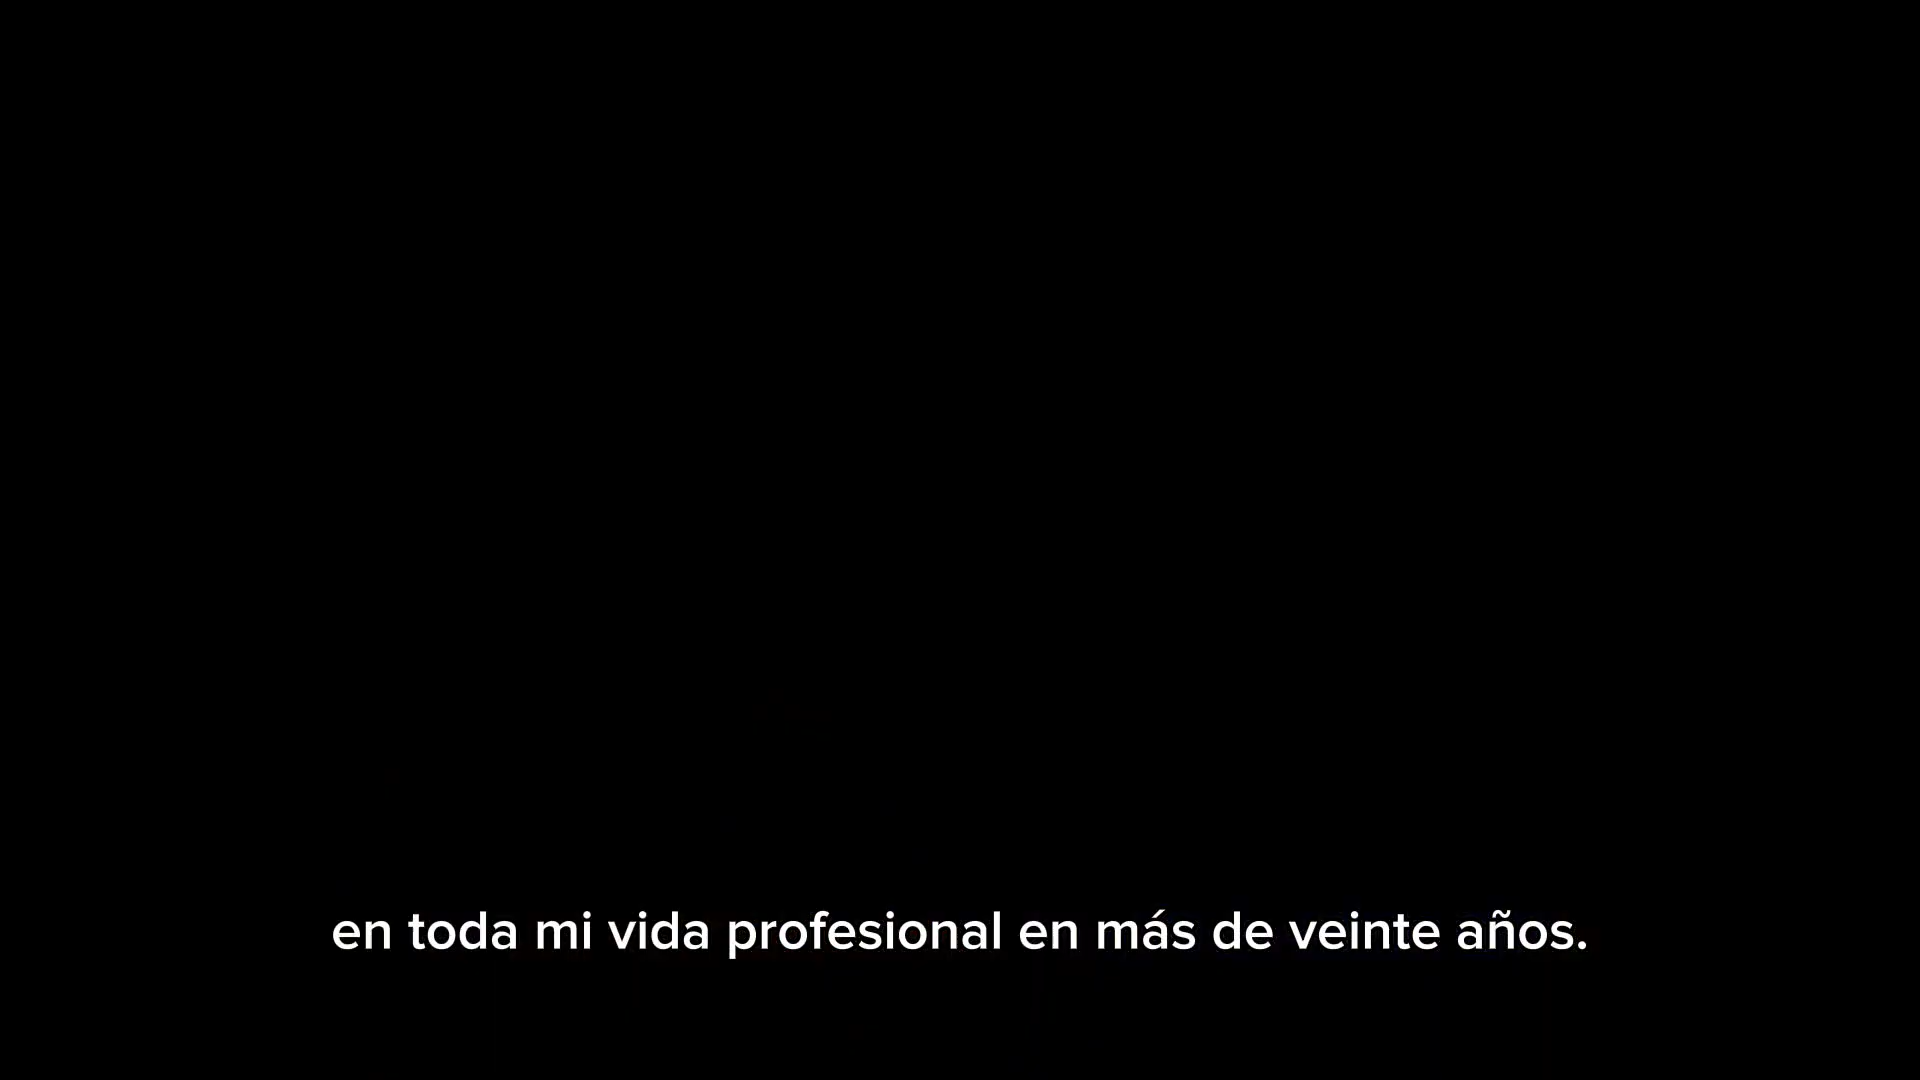 en toda mi vida profesional en más de veinte años.